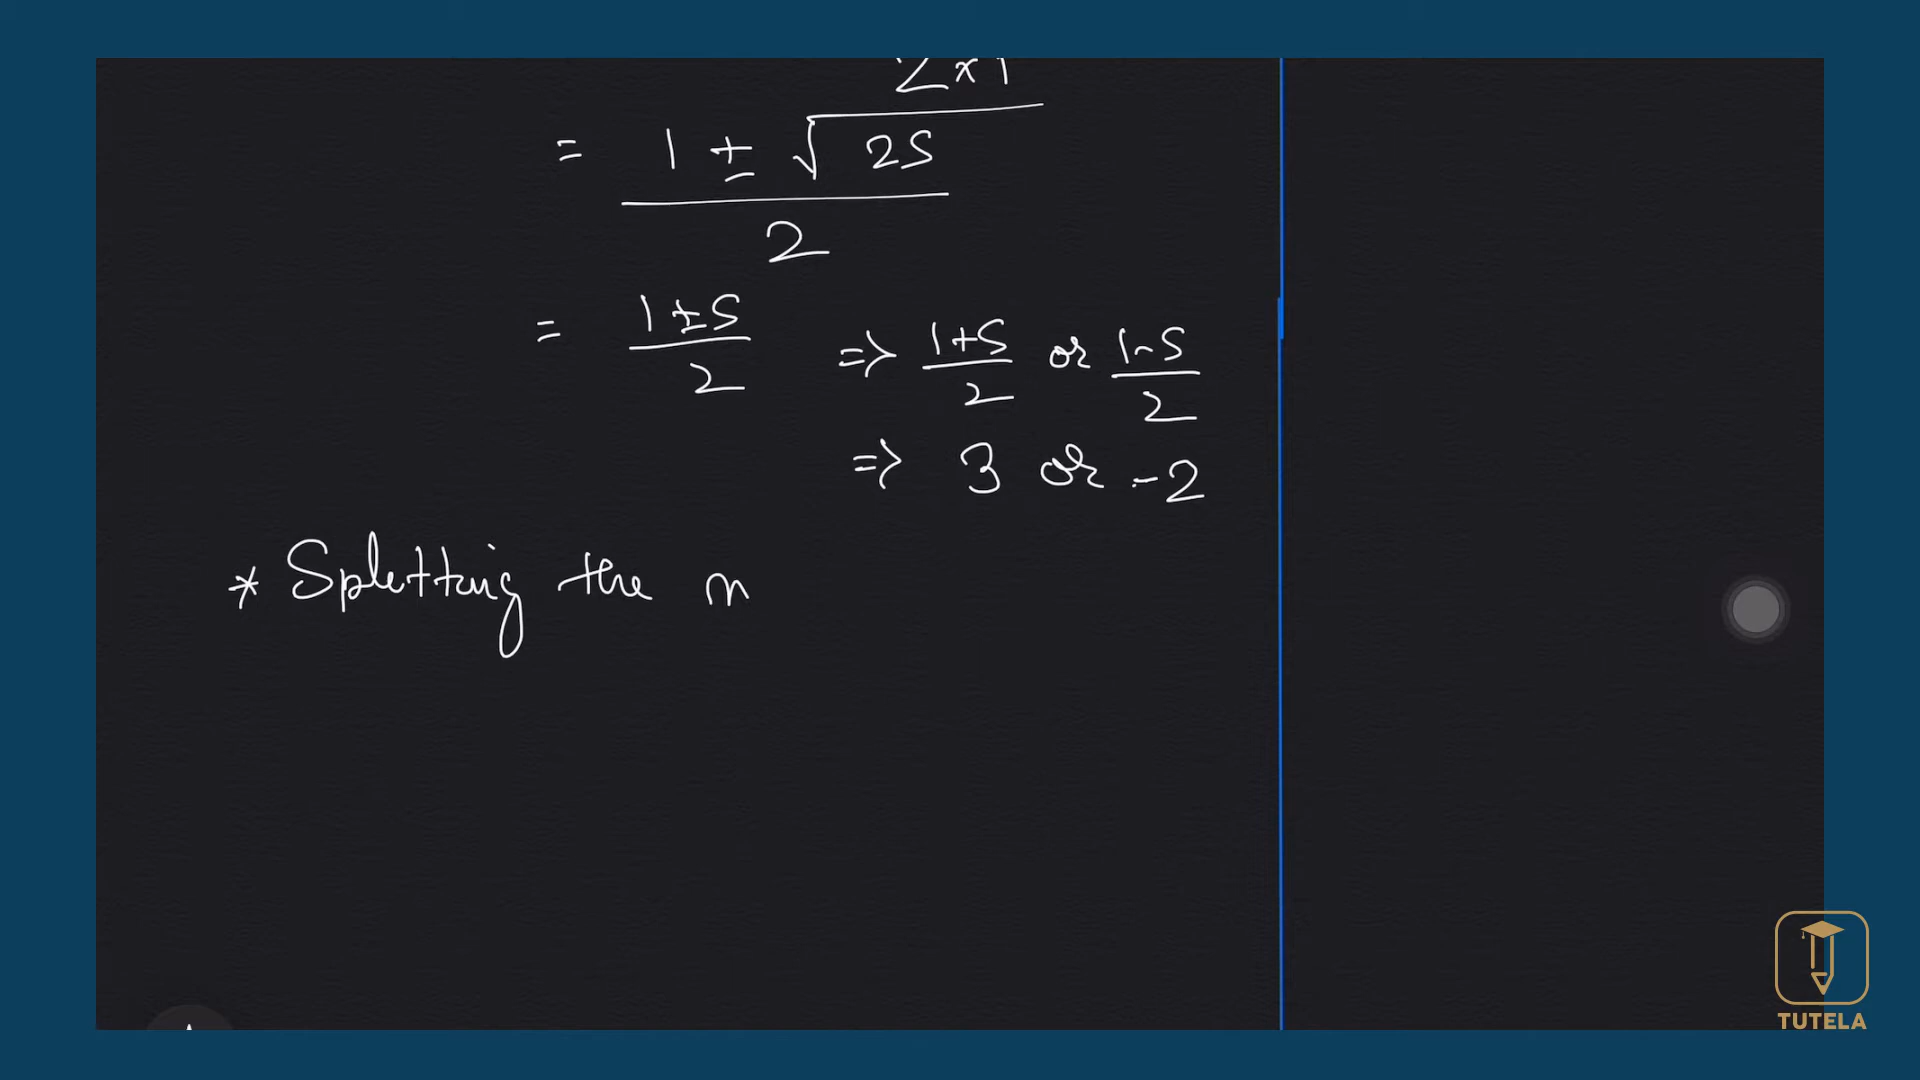 2 × 1
= 1 ± √25
2
= 1 ± 5 / 2 => 1+5 / 2 or 1-5 / 2
=> 3 or -2
* Splitting the m
TUTELA